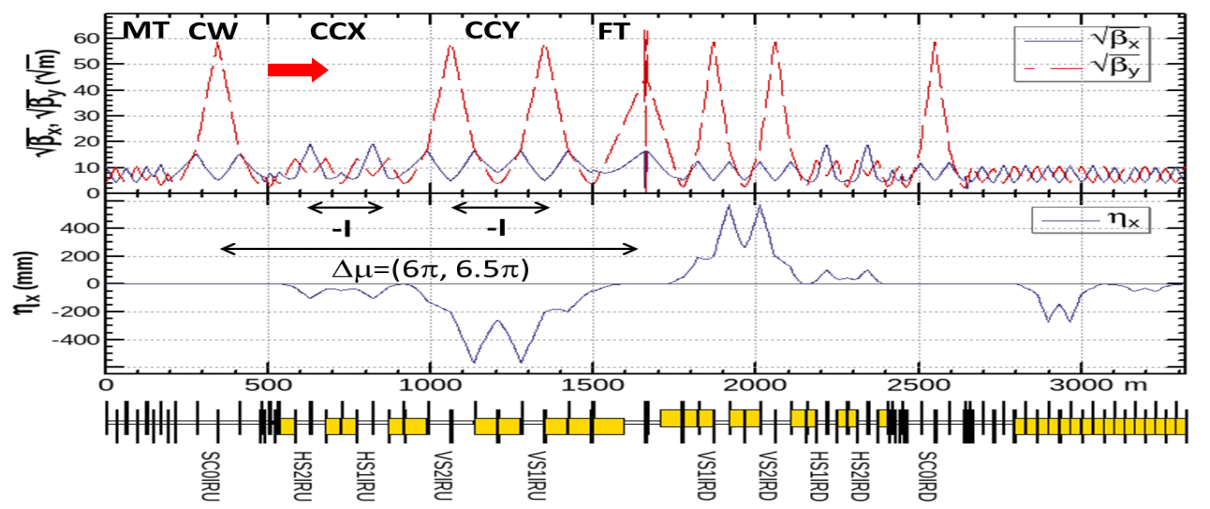 MT CW CCX CCY FT
√βx, √βy (√m)
60
50
40
30
20
10
0
√βx
√βy
ηx (mm)
400
200
0
-200
-400
-I
-I
Δμ=(6π, 6.5π)
ηx
0 500 1000 1500 2000 2500 3000 m
SC0IRU HS2IRU HS1IRU VS2IRU VS1IRU VS1IRD VS2IRD HS1IRD HS2IRD SC0IRD